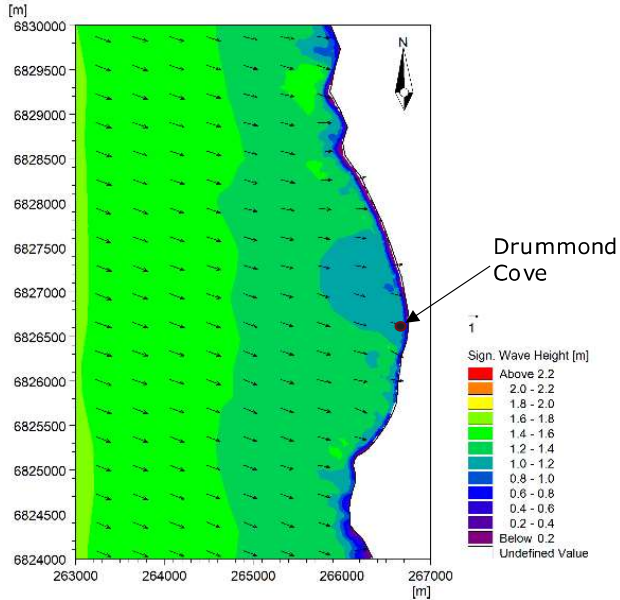 [m]
6830000
6829500
6829000
6828500
6828000
6827500
6827000
6826500
6826000
6825500
6825000
6824500
6824000
263000 264000 265000 266000 267000
[m]
N
Drummond
Cove
1
Sign. Wave Height [m]
Above 2.2
2.0 - 2.2
1.8 - 2.0
1.6 - 1.8
1.4 - 1.6
1.2 - 1.4
1.0 - 1.2
0.8 - 1.0
0.6 - 0.8
0.4 - 0.6
0.2 - 0.4
Below 0.2
Undefined Value